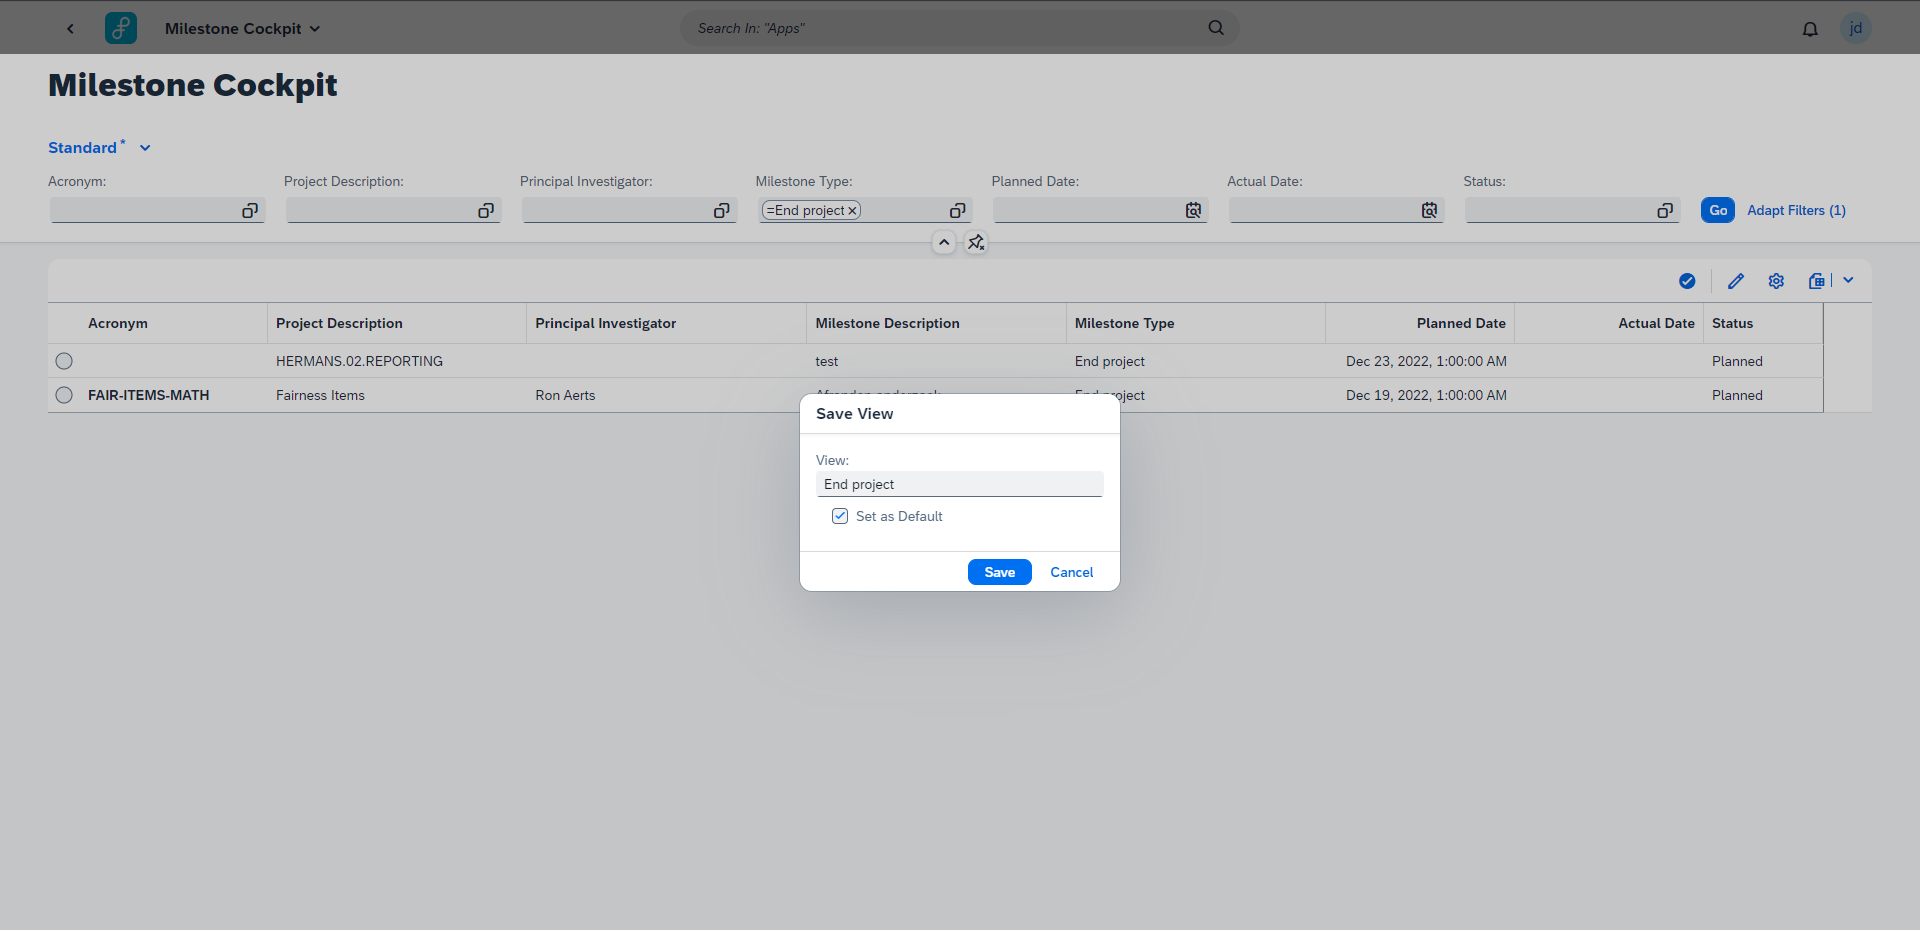 Milestone Cockpit
Search In: "Apps"
jd
Milestone Cockpit
Standard *
Acronym: Project Description: Principal Investigator: Milestone Type: Planned Date: Actual Date: Status:
=End project
Go
Adapt Filters (1)
Acronym Project Description Principal Investigator Milestone Description Milestone Type Planned Date Actual Date Status
HERMANS.02.REPORTING test End project Dec 23, 2022, 1:00:00 AM Planned
FAIR-ITEMS-MATH Fairness Items Ron Aerts Afronden onderzoek End project Dec 19, 2022, 1:00:00 AM Planned
Save View
View:
End project
Set as Default
Save Cancel